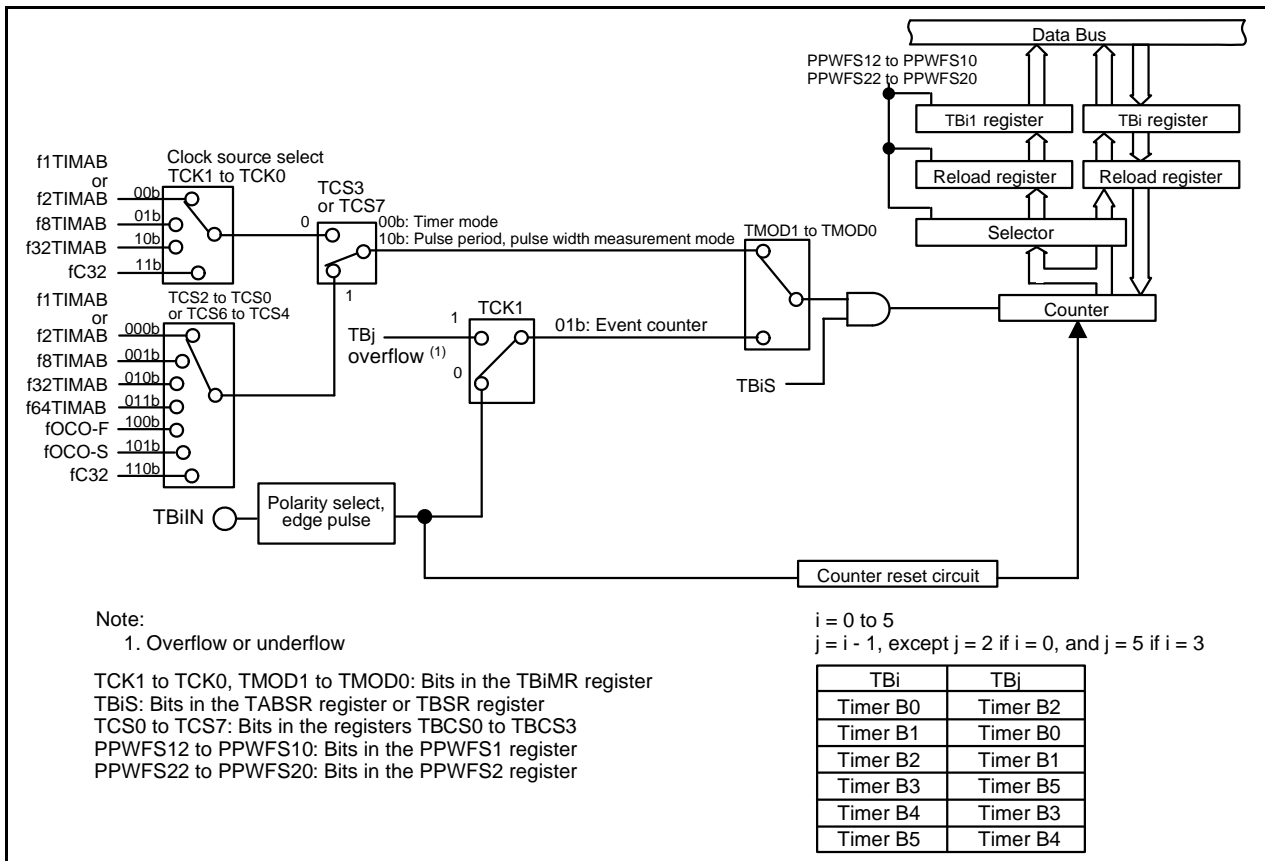 Data Bus
PPWFS12 to PPWFS10
PPWFS22 to PPWFS20
TBi1 register
TBi register
Reload register
Reload register
Selector
Counter
f1TIMAB
or
f2TIMAB
f8TIMAB
f32TIMAB
fC32
00b
01b
10b
11b
Clock source select
TCK1 to TCK0
TCS3
or TCS7
0
1
00b: Timer mode
10b: Pulse period, pulse width measurement mode
TMOD1 to TMOD0
f1TIMAB
or
f2TIMAB
f8TIMAB
f32TIMAB
f64TIMAB
fOCO-F
fOCO-S
fC32
TCS2 to TCS0
or TCS6 to TCS4
000b
001b
010b
011b
100b
101b
110b
TCK1
TBj
overflow (1)
1
0
01b: Event counter
TBiS
TBiIN
Polarity select,
edge pulse
Counter reset circuit
Note:
1. Overflow or underflow
TCK1 to TCK0, TMOD1 to TMOD0: Bits in the TBiMR register
TBiS: Bits in the TABSR register or TBSR register
TCS0 to TCS7: Bits in the registers TBCS0 to TBCS3
PPWFS12 to PPWFS10: Bits in the PPWFS1 register
PPWFS22 to PPWFS20: Bits in the PPWFS2 register
i = 0 to 5
j = i - 1, except j = 2 if i = 0, and j = 5 if i = 3
TBi TBj
Timer B0 Timer B2
Timer B1 Timer B0
Timer B2 Timer B1
Timer B3 Timer B5
Timer B4 Timer B3
Timer B5 Timer B4